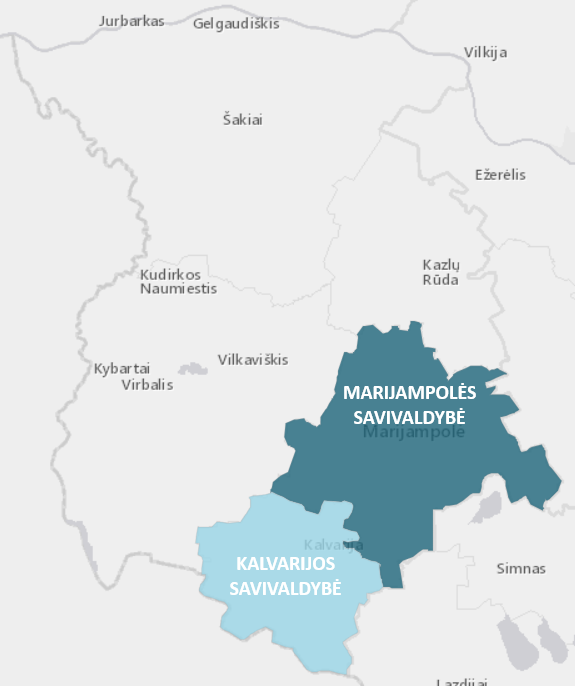 Jurbarkas
Gelgaudiškis
Vilkija
Šakiai
Ežerėlis
Kazlų
Rūda
Kudirkos
Naumiestis
Vilkaviškis
Kybartai
Virbalis
MARIJAMPOLĖS
SAVIVALDYBĖ
Marijampolė
Kalvarija
KALVARIJOS
SAVIVALDYBĖ
Simnas
Lazdijai